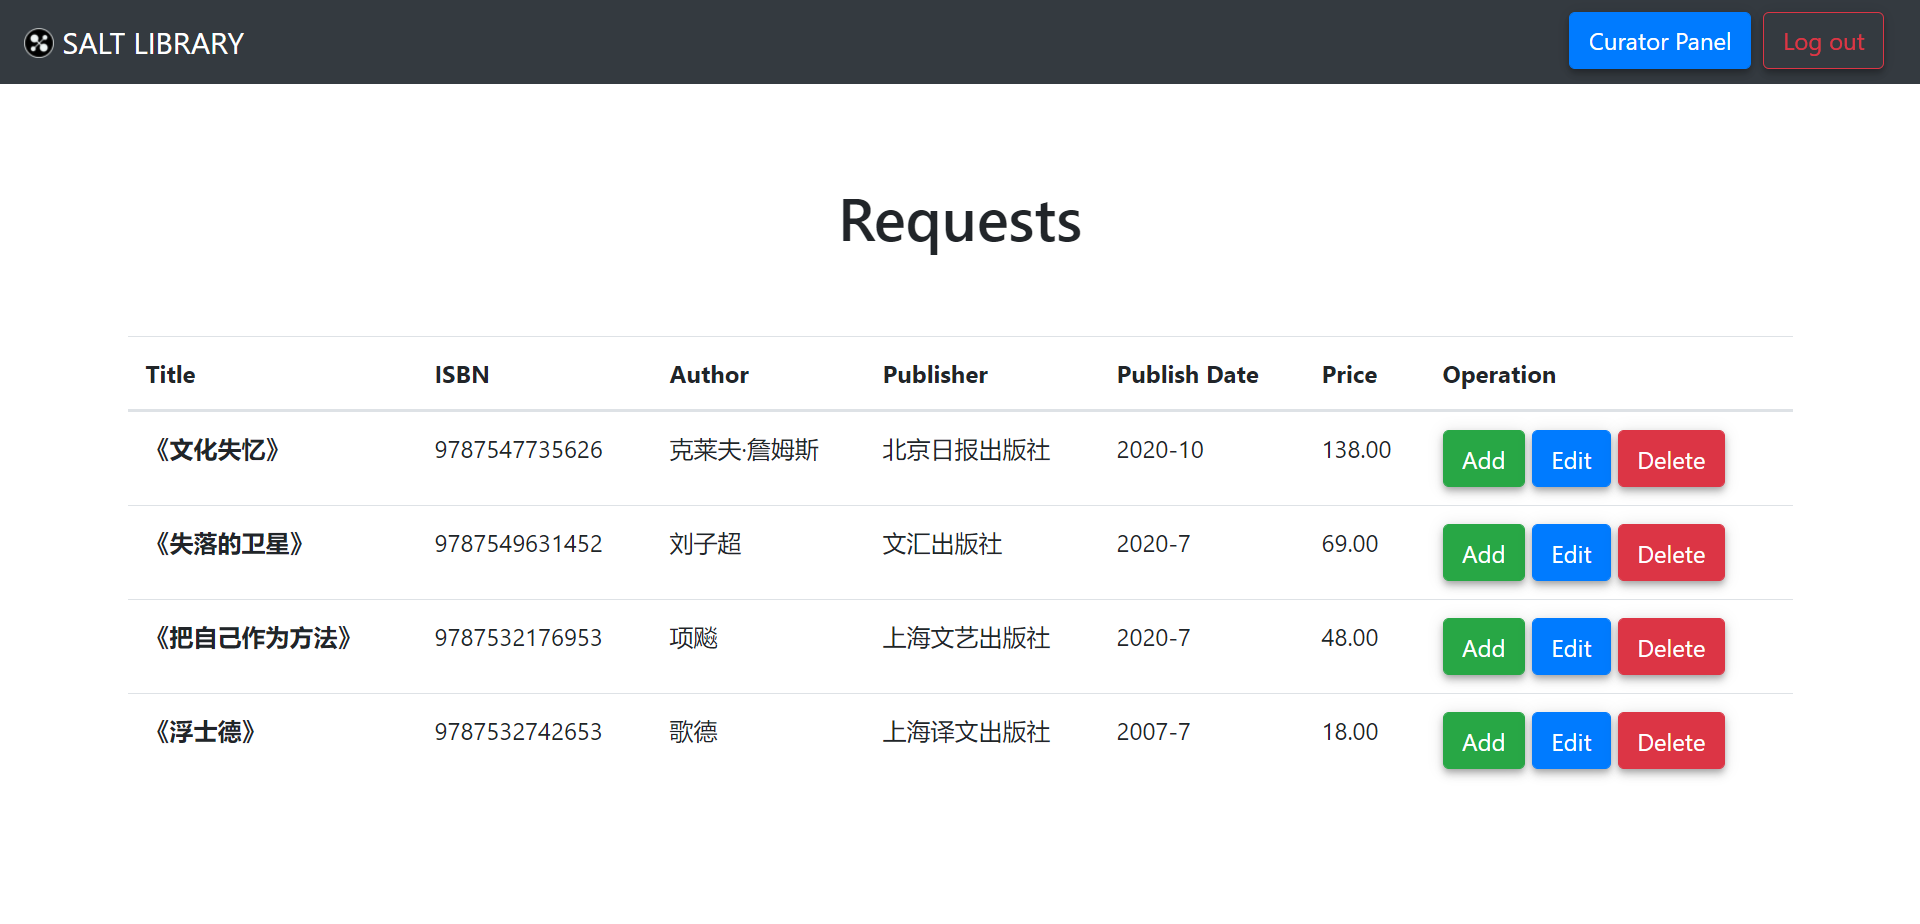 SALT LIBRARY Curator Panel Log out
Requests
Title ISBN Author Publisher Publish Date Price Operation
《文化失忆》 9787547735626 克莱夫·詹姆斯 北京日报出版社 2020-10 138.00 Add Edit Delete
《失落的卫星》 9787549631452 刘子超 文汇出版社 2020-7 69.00 Add Edit Delete
《把自己作为方法》 9787532176953 项飚 上海文艺出版社 2020-7 48.00 Add Edit Delete
《浮士德》 9787532742653 歌德 上海译文出版社 2007-7 18.00 Add Edit Delete